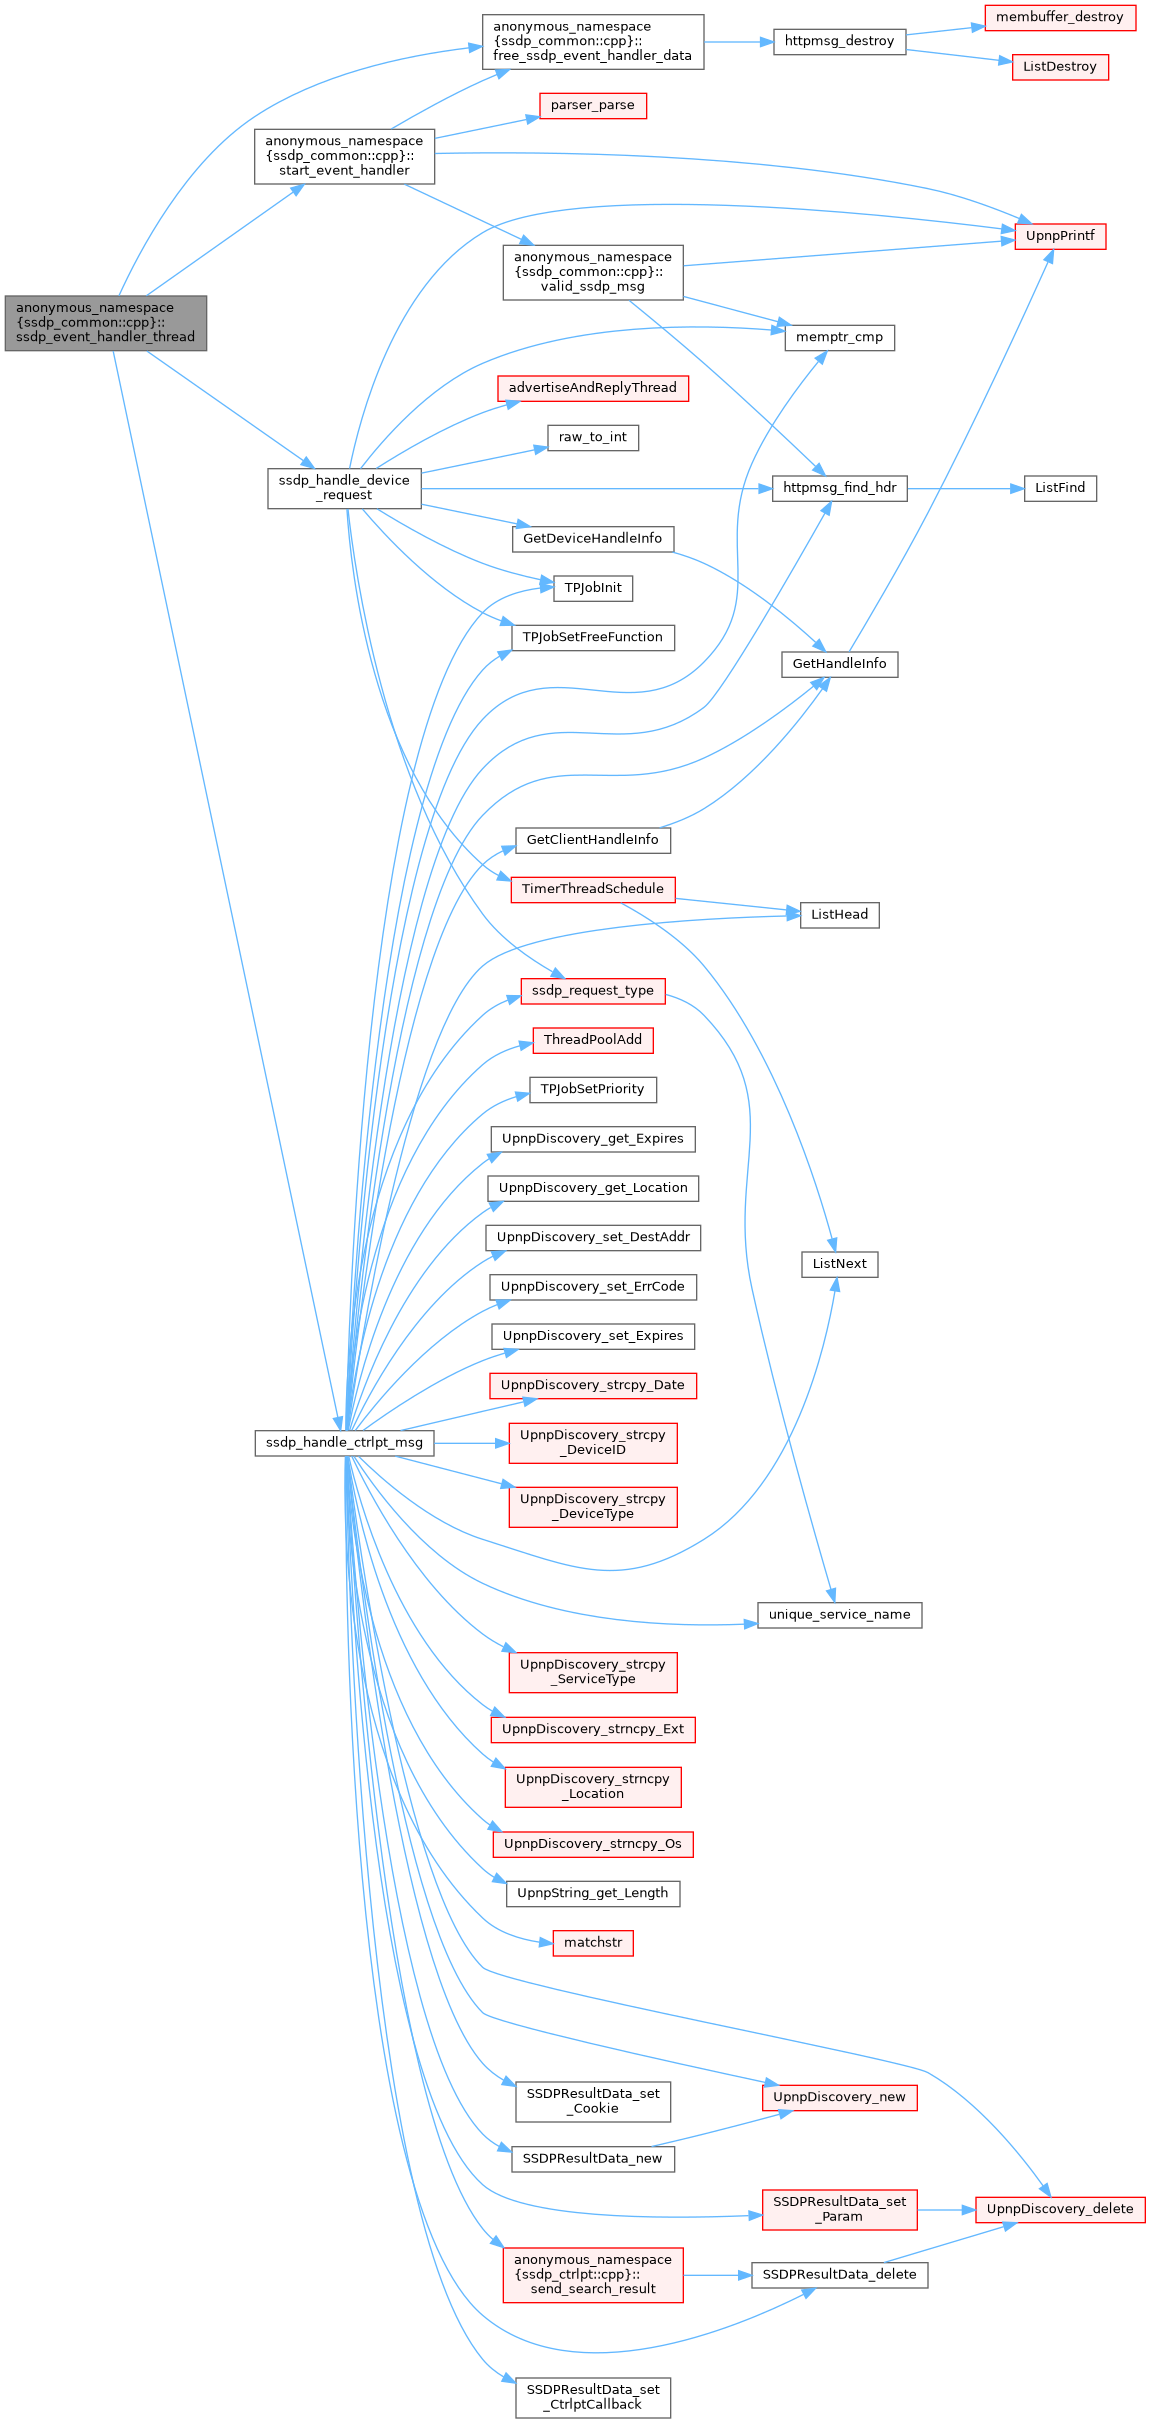 anonymous_namespace
{ssdp_common::cpp}::
free_ssdp_event_handler_data
httpmsg_destroy
membuffer_destroy
ListDestroy
parser_parse
anonymous_namespace
{ssdp_common::cpp}::
start_event_handler
UpnpPrintf
anonymous_namespace
{ssdp_common::cpp}::
valid_ssdp_msg
anonymous_namespace
{ssdp_common::cpp}::
ssdp_event_handler_thread
memptr_cmp
advertiseAndReplyThread
raw_to_int
ssdp_handle_device
_request
httpmsg_find_hdr
ListFind
GetDeviceHandleInfo
TPJobInit
TPJobSetFreeFunction
GetHandleInfo
GetClientHandleInfo
TimerThreadSchedule
ListHead
ssdp_request_type
ThreadPoolAdd
TPJobSetPriority
UpnpDiscovery_get_Expires
UpnpDiscovery_get_Location
UpnpDiscovery_set_DestAddr
ListNext
UpnpDiscovery_set_ErrCode
UpnpDiscovery_set_Expires
UpnpDiscovery_strcpy_Date
ssdp_handle_ctrlpt_msg
UpnpDiscovery_strcpy
_DeviceID
UpnpDiscovery_strcpy
_DeviceType
unique_service_name
UpnpDiscovery_strcpy
_ServiceType
UpnpDiscovery_strncpy_Ext
UpnpDiscovery_strncpy
_Location
UpnpDiscovery_strncpy_Os
UpnpString_get_Length
matchstr
SSDPResultData_set
_Cookie
UpnpDiscovery_new
SSDPResultData_new
SSDPResultData_set
_Param
UpnpDiscovery_delete
anonymous_namespace
{ssdp_ctrlpt::cpp}::
send_search_result
SSDPResultData_delete
SSDPResultData_set
_CtrlptCallback